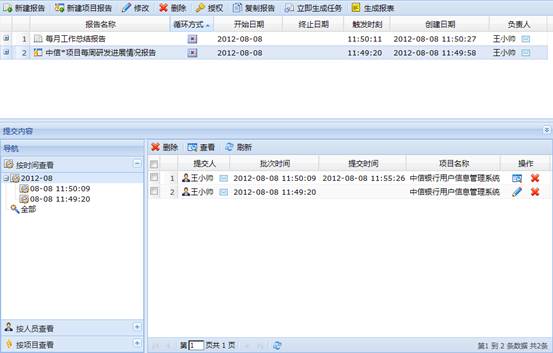 新建报告 新建项目报告 修改 删除 授权 复制报告 立即生成任务 生成报表
报告名称 循环方式 开始日期 终止日期 触发时刻 创建日期 负责人
1 每月工作总结报告 2012-08-08 11:50:11 2012-08-08 11:50:27 王小帅
2 中信*项目每周研发进展情况报告 2012-08-08 11:49:20 2012-08-08 11:49:58 王小帅
提交内容
导航
按时间查看
2012-08
08-08 11:50:09
08-08 11:49:20
全部
按人员查看
按项目查看
删除 查看 刷新
提交人 批次时间 提交时间 项目名称 操作
1 王小帅 2012-08-08 11:50:09 2012-08-08 11:55:26 中信银行用户信息管理系统
2 王小帅 2012-08-08 11:49:20 中信银行用户信息管理系统
第 1 页共 1 页
第1 到 2 条数据 共2条